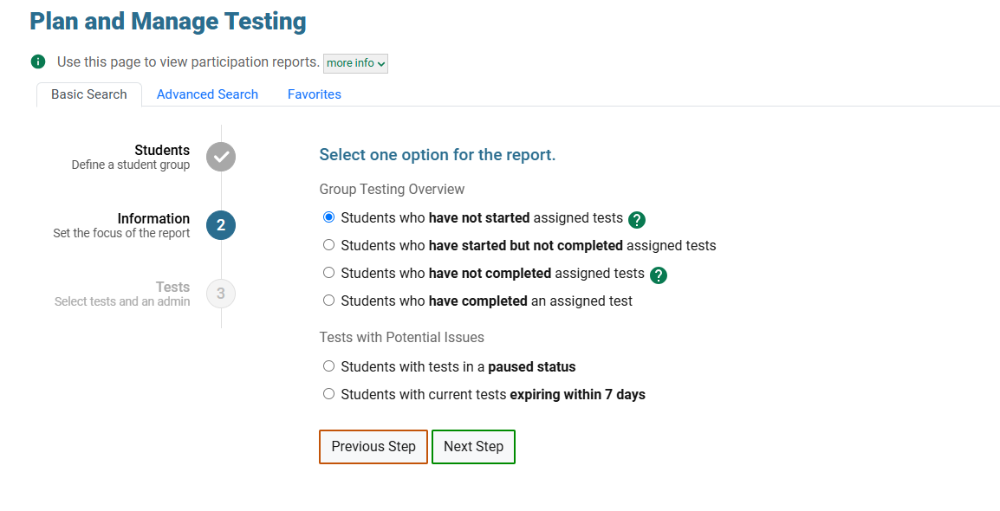 Plan and Manage Testing
Use this page to view participation reports. more info
Basic Search Advanced Search Favorites
Students
Define a student group
Information
Set the focus of the report
2
Tests
Select tests and an admin
3
Select one option for the report.
Group Testing Overview
Students who have not started assigned tests ?
Students who have started but not completed assigned tests
Students who have not completed assigned tests ?
Students who have completed an assigned test
Tests with Potential Issues
Students with tests in a paused status
Students with current tests expiring within 7 days
Previous Step Next Step